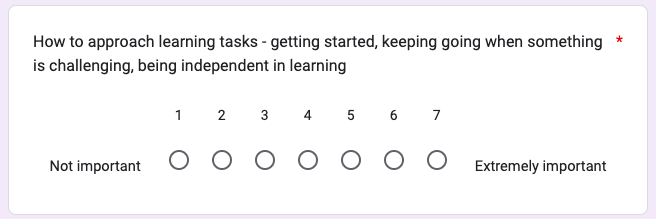 How to approach learning tasks - getting started, keeping going when something *
is challenging, being independent in learning
1 2 3 4 5 6 7
Not important Extremely important